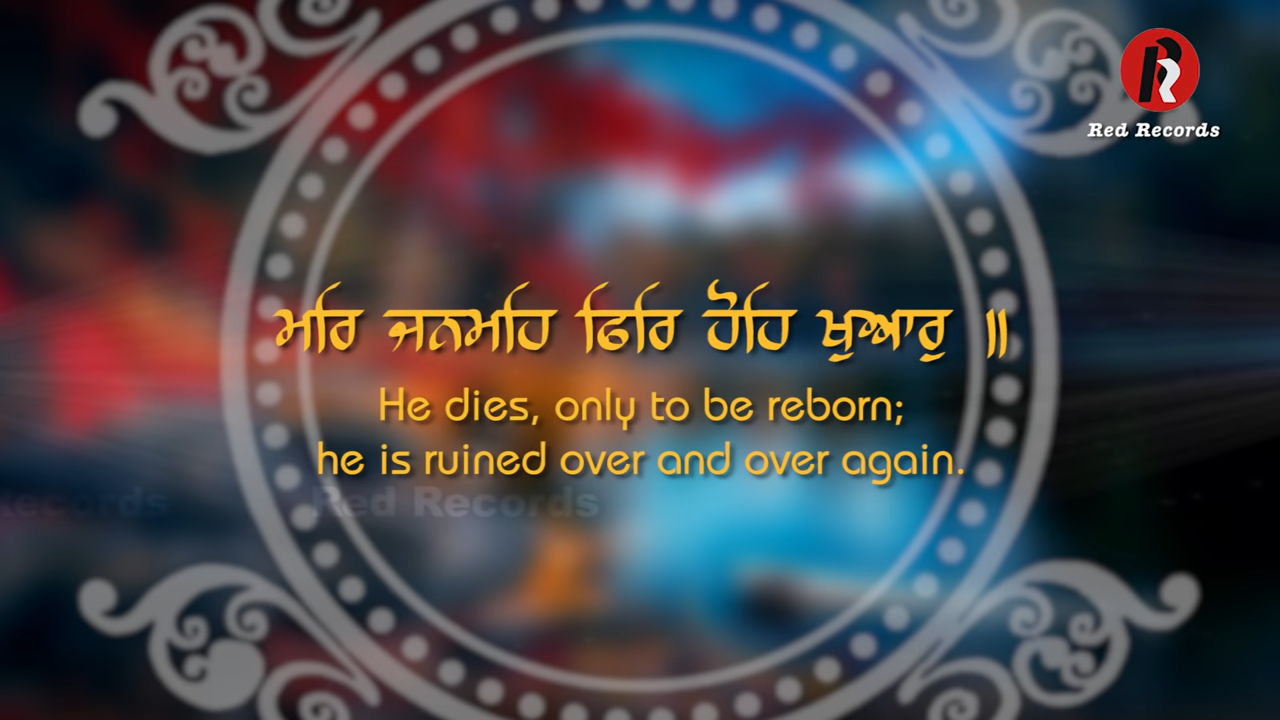 Red Records
ਮਰਿ ਜਨਮਹਿ ਫਿਰਿ ਹੋਹਿ ਖੁਆਰੁ ॥
He dies, only to be reborn;
he is ruined over and over again.
Records Red Records